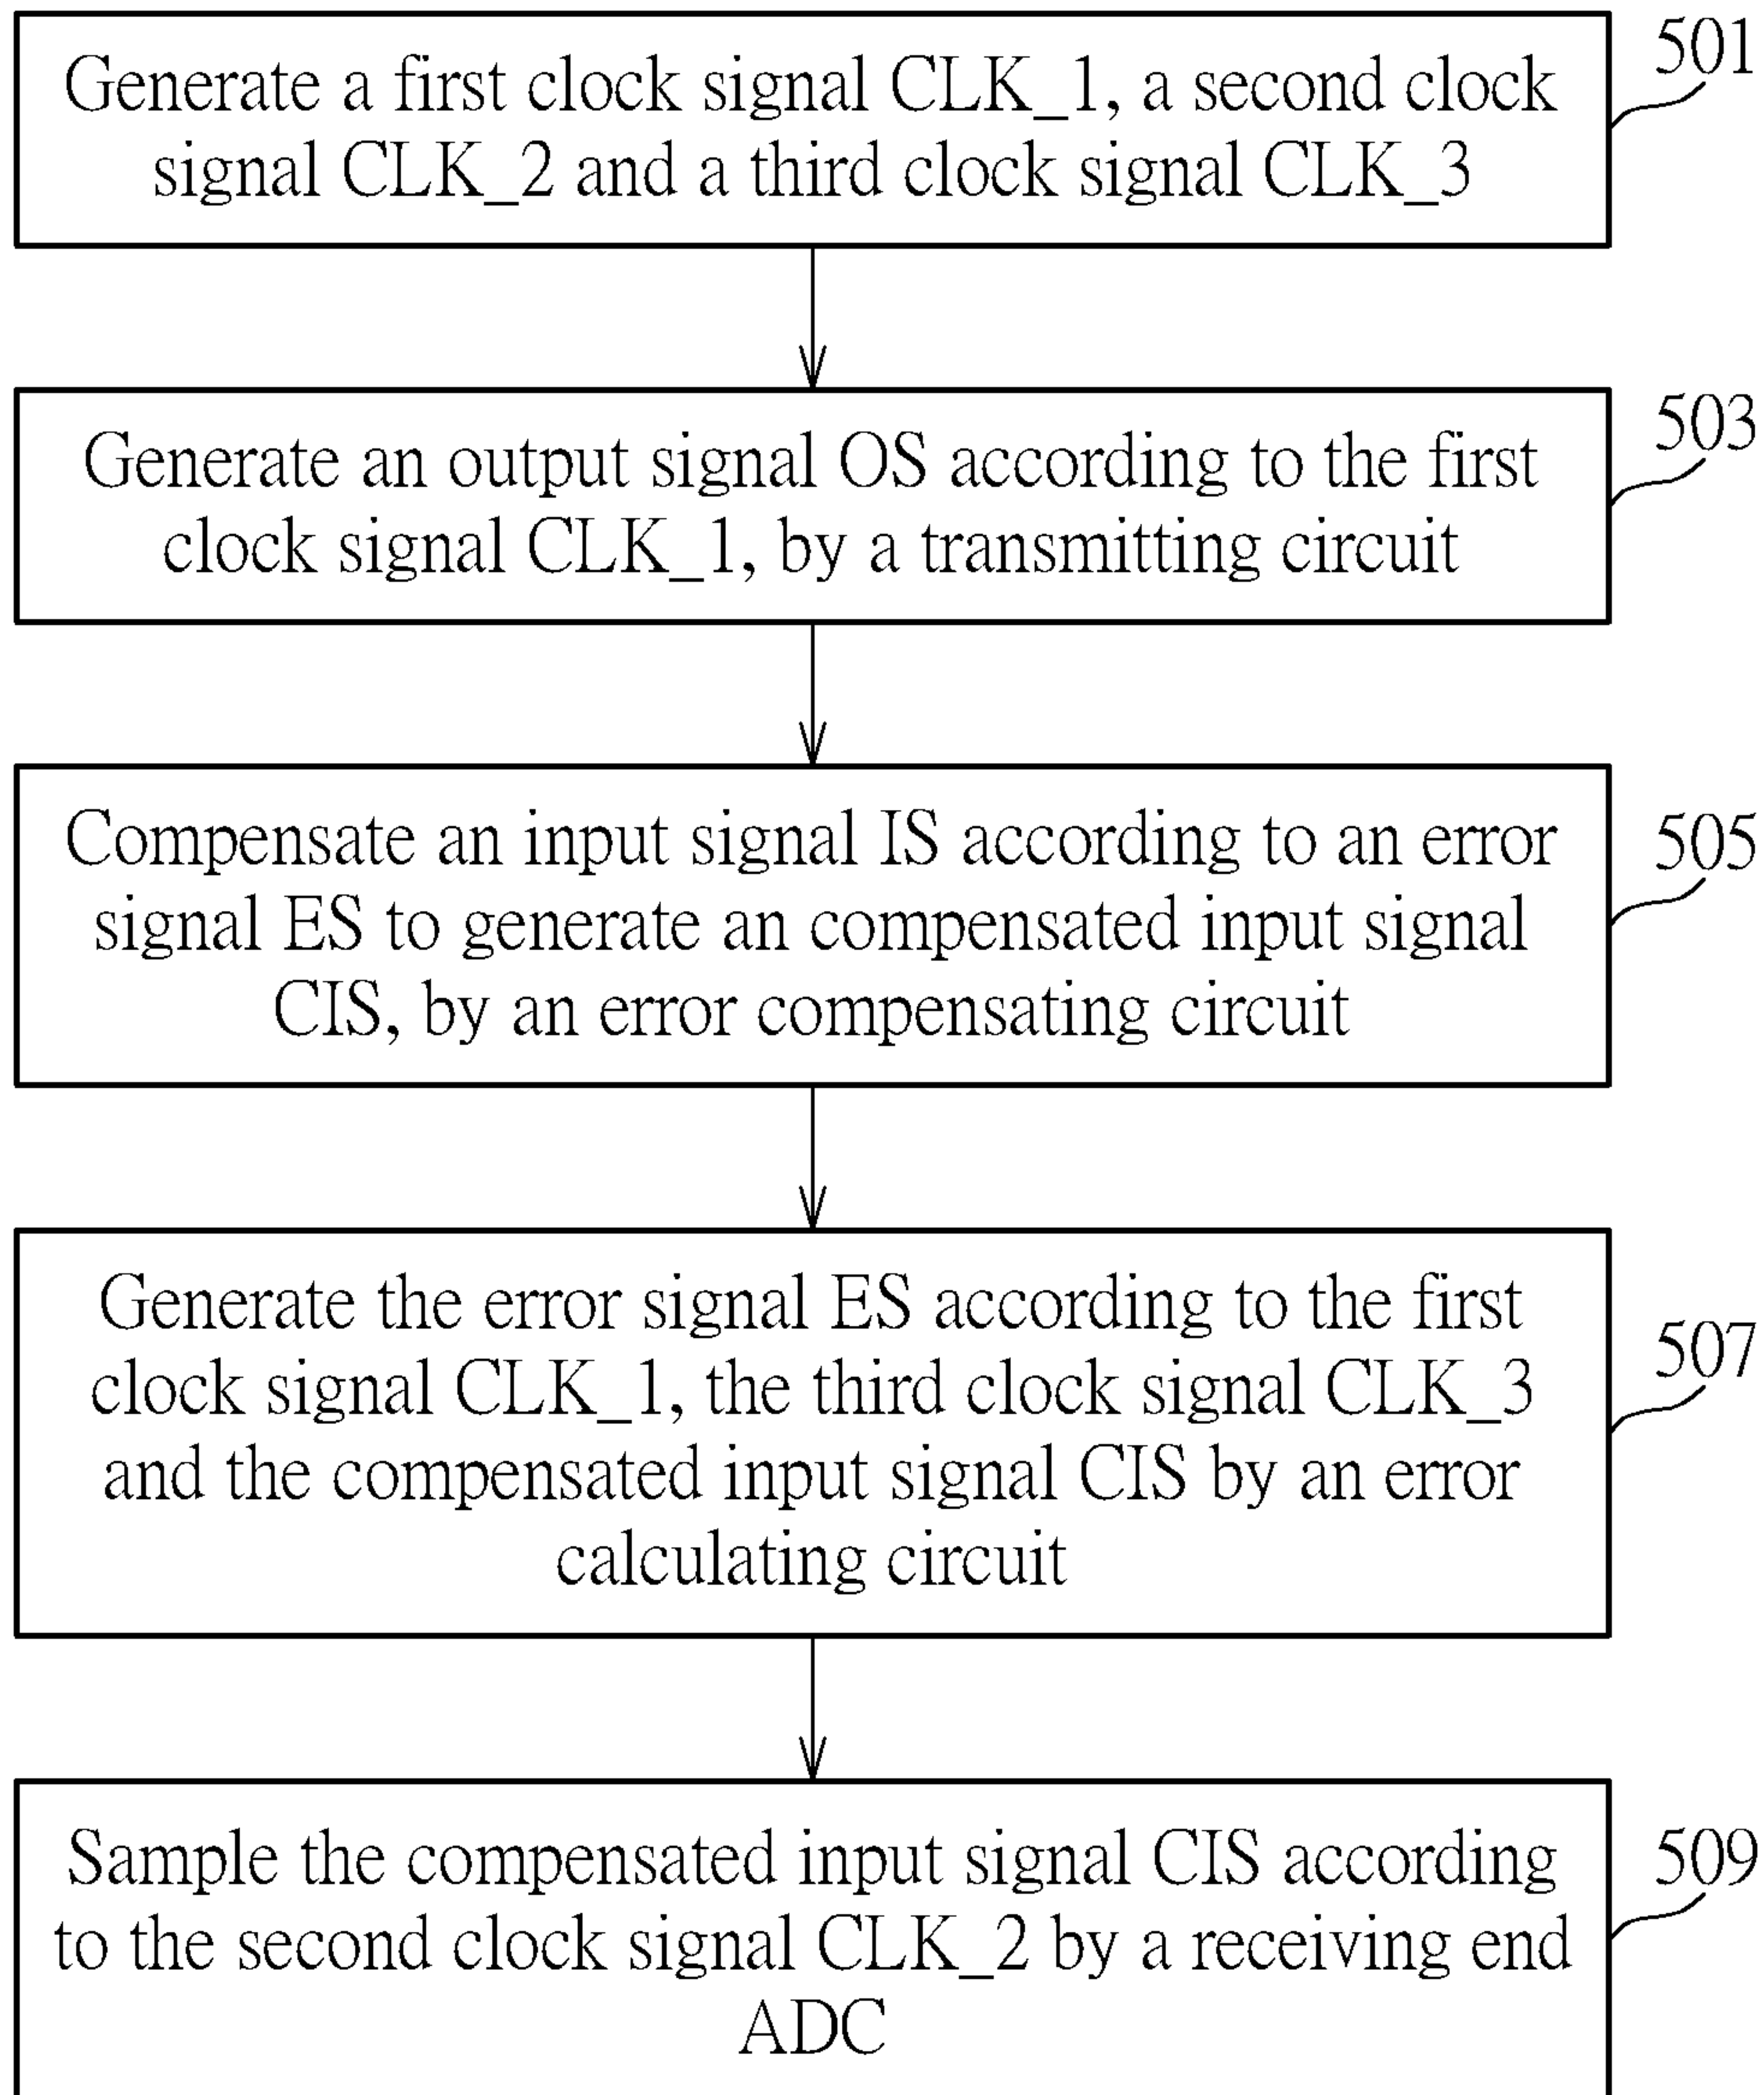 Generate a first clock signal CLK_1, a second clock
signal CLK_2 and a third clock signal CLK_3
501
Generate an output signal OS according to the first
clock signal CLK_1, by a transmitting circuit
503
Compensate an input signal IS according to an error
signal ES to generate an compensated input signal
CIS, by an error compensating circuit
505
Generate the error signal ES according to the first
clock signal CLK_1, the third clock signal CLK_3
and the compensated input signal CIS by an error
calculating circuit
507
Sample the compensated input signal CIS according
to the second clock signal CLK_2 by a receiving end
ADC
509